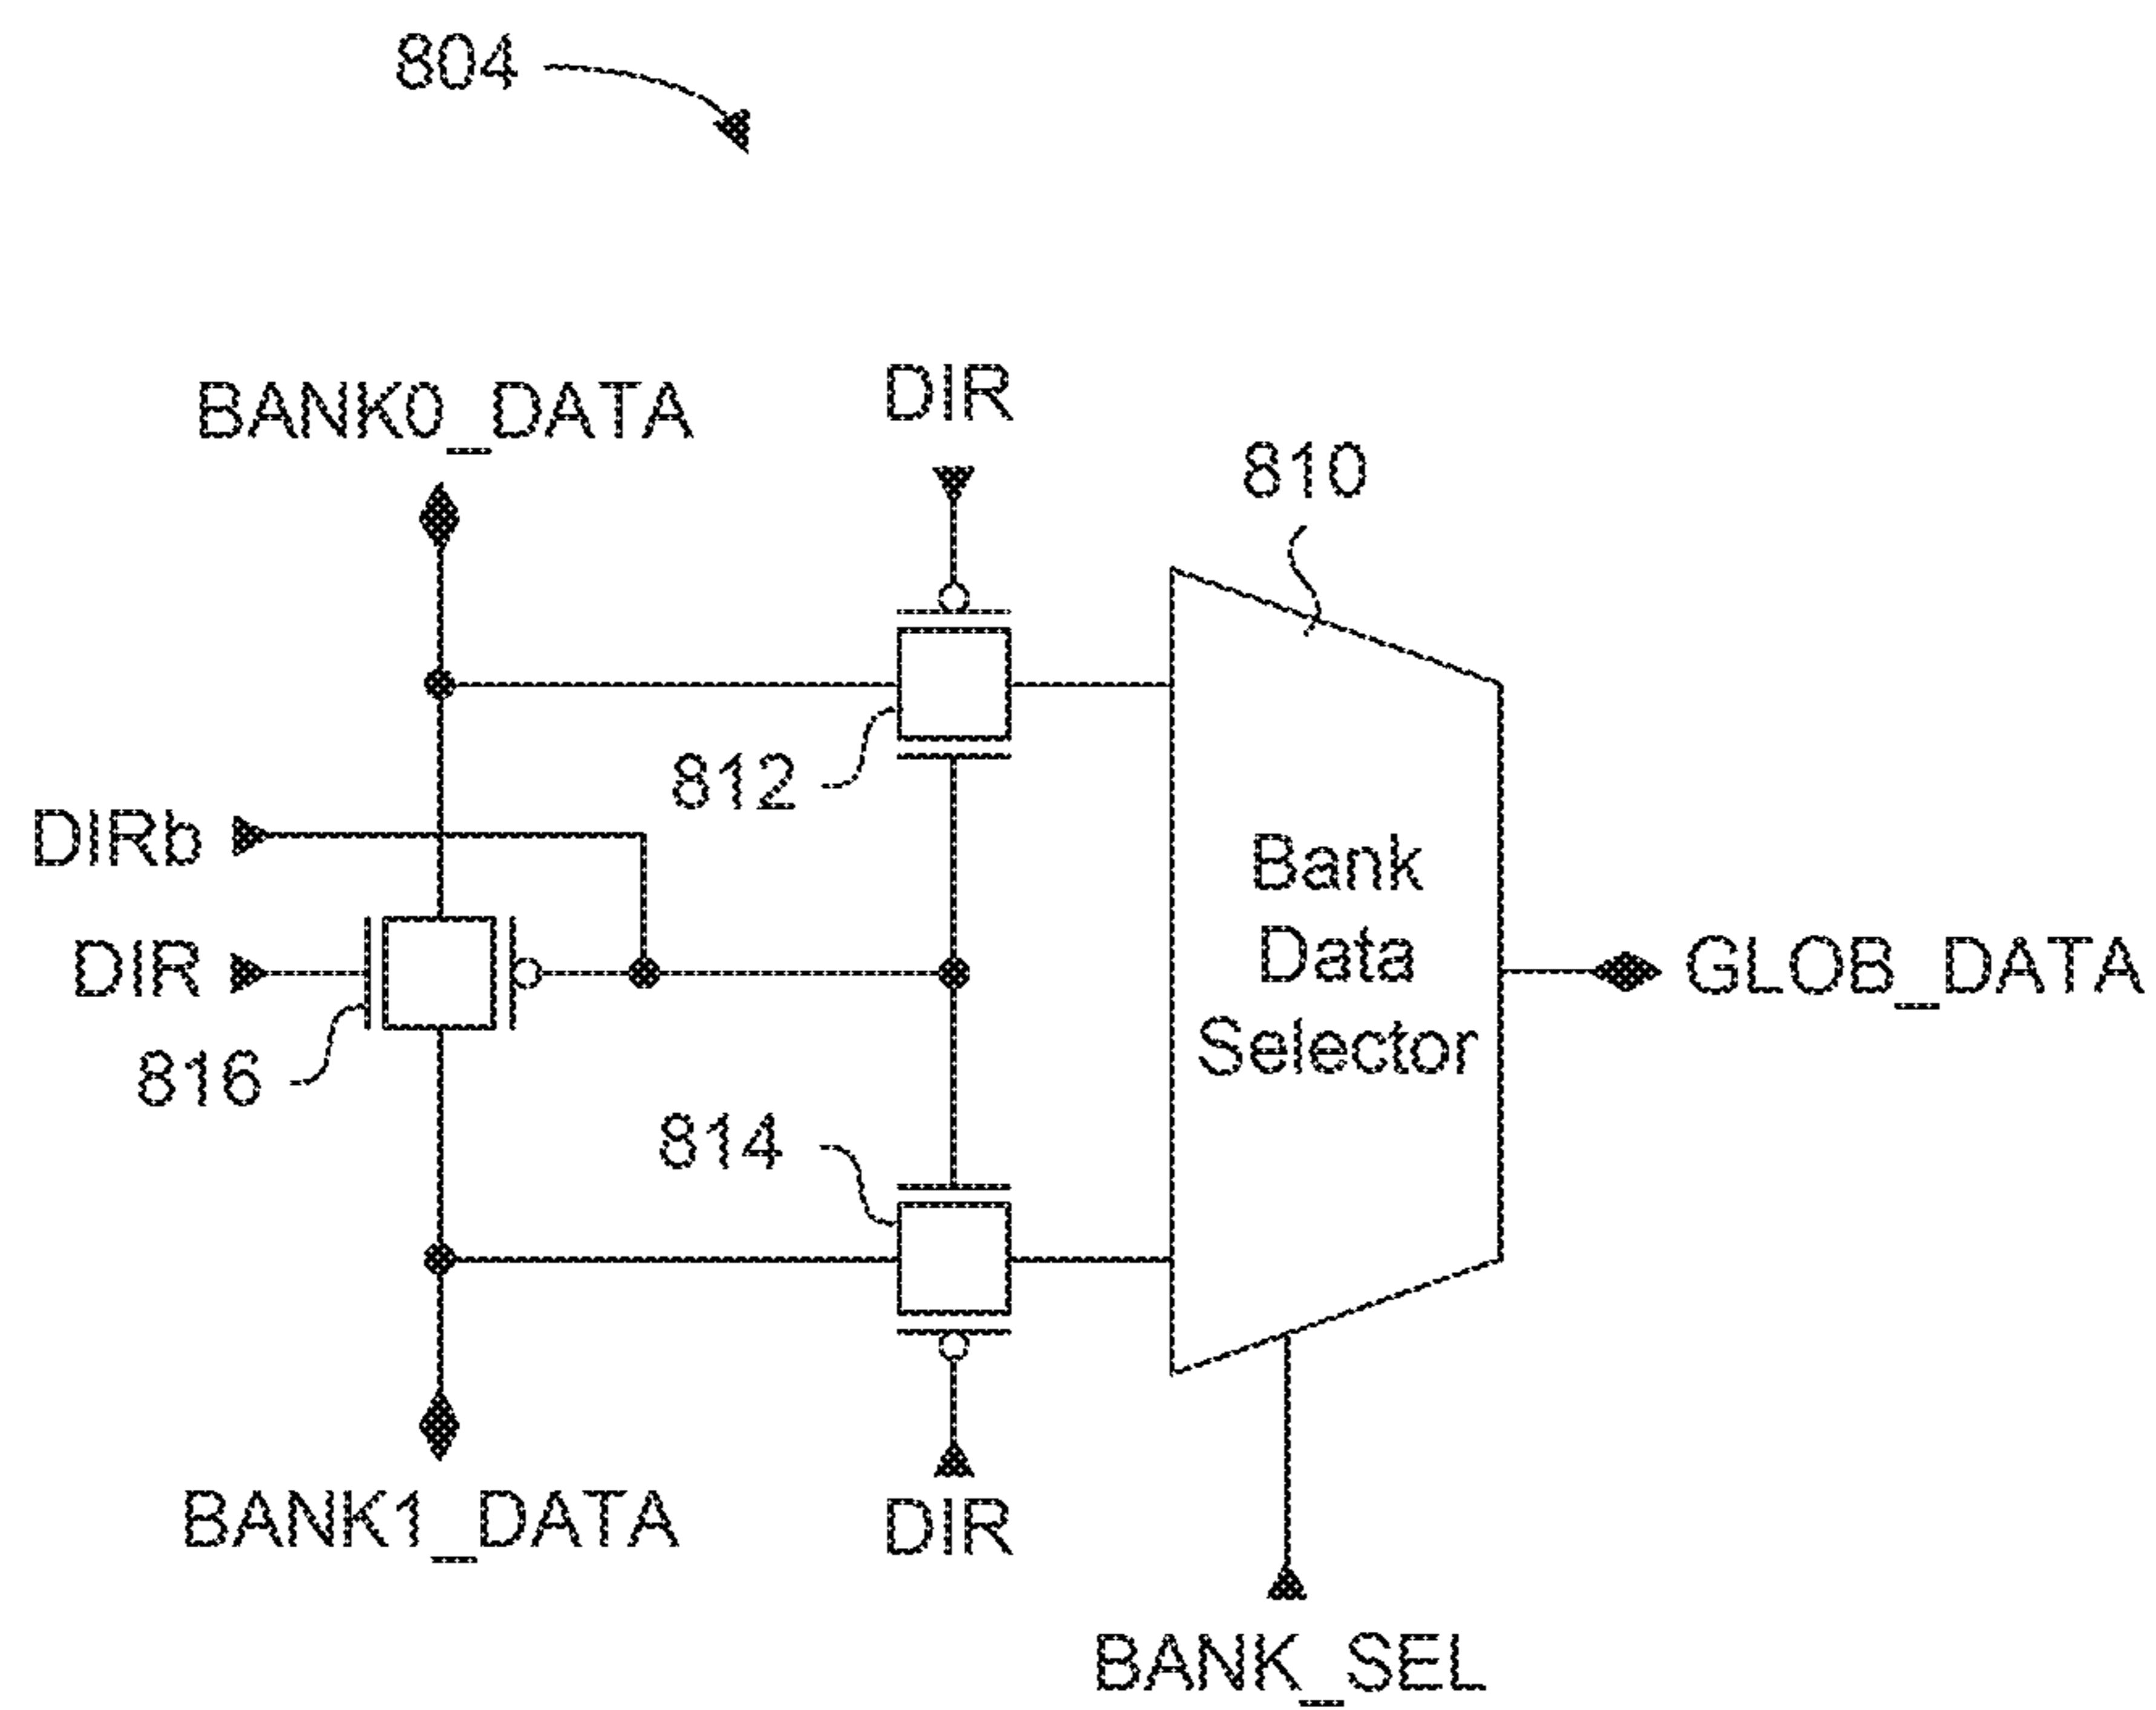 804
BANK0_DATA
DIR
810
812
DIRb
Bank
Data
Selector
DIR
GLOB_DATA
816
814
BANK1_DATA
DIR
BANK_SEL